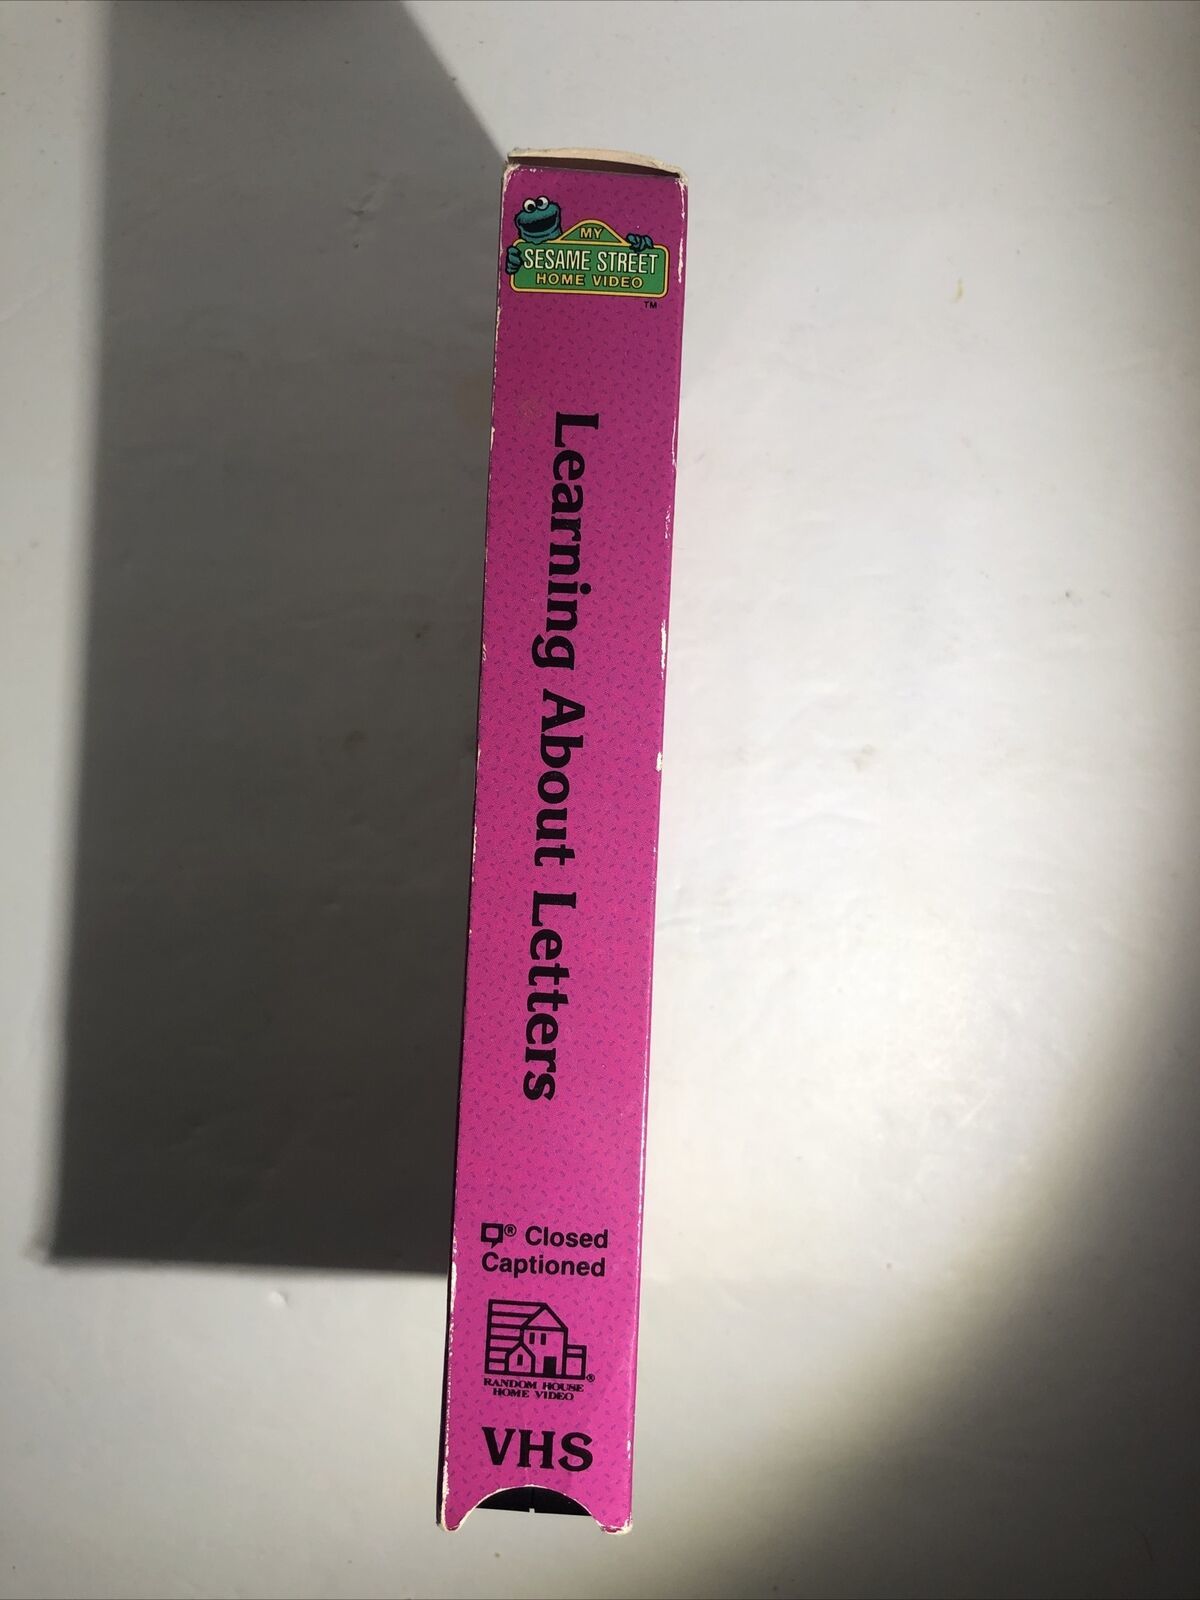 MY
SESAME STREET
HOME VIDEO
TM
Learning About Letters
® Closed
Captioned
RANDOM HOUSE ®
HOME VIDEO
VHS